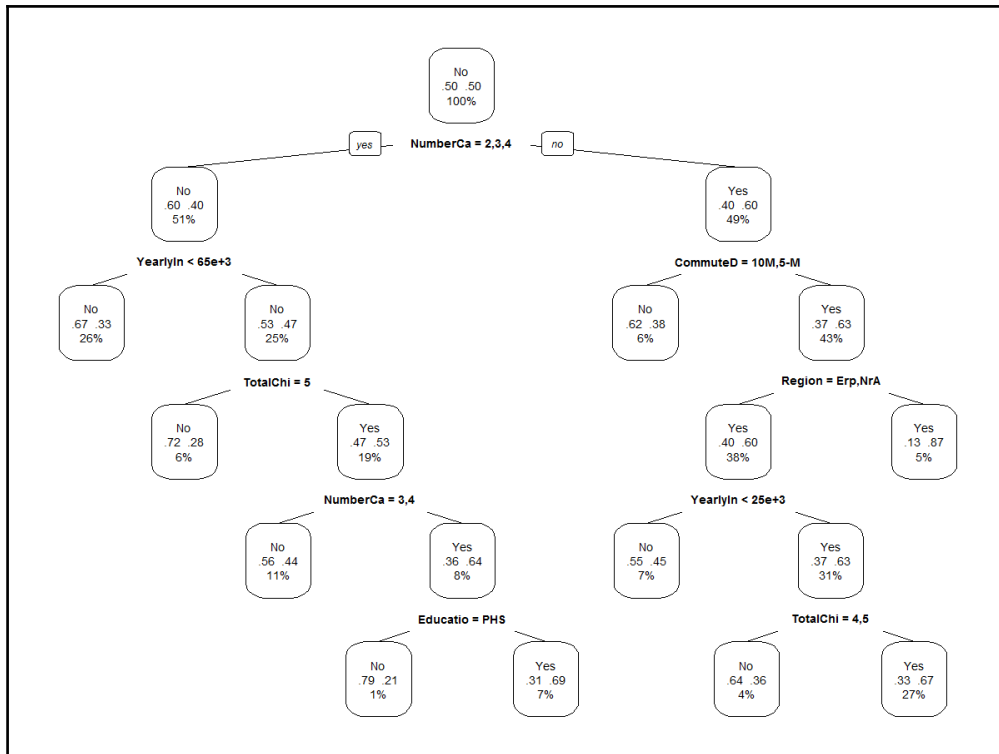 No
.50 .50
100%
yes
NumberCa = 2,3,4
no
No
.60 .40
51%
Yes
.40 .60
49%
YearlyIn < 65e+3
CommuteD = 10M,5-M
No
.67 .33
26%
No
.53 .47
25%
No
.62 .38
6%
Yes
.37 .63
43%
TotalChi = 5
Region = Erp,NrA
No
.72 .28
6%
Yes
.47 .53
19%
Yes
.40 .60
38%
Yes
.13 .87
5%
NumberCa = 3,4
YearlyIn < 25e+3
No
.56 .44
11%
Yes
.36 .64
8%
No
.55 .45
7%
Yes
.37 .63
31%
Educatio = PHS
TotalChi = 4,5
No
.79 .21
1%
Yes
.31 .69
7%
No
.64 .36
4%
Yes
.33 .67
27%